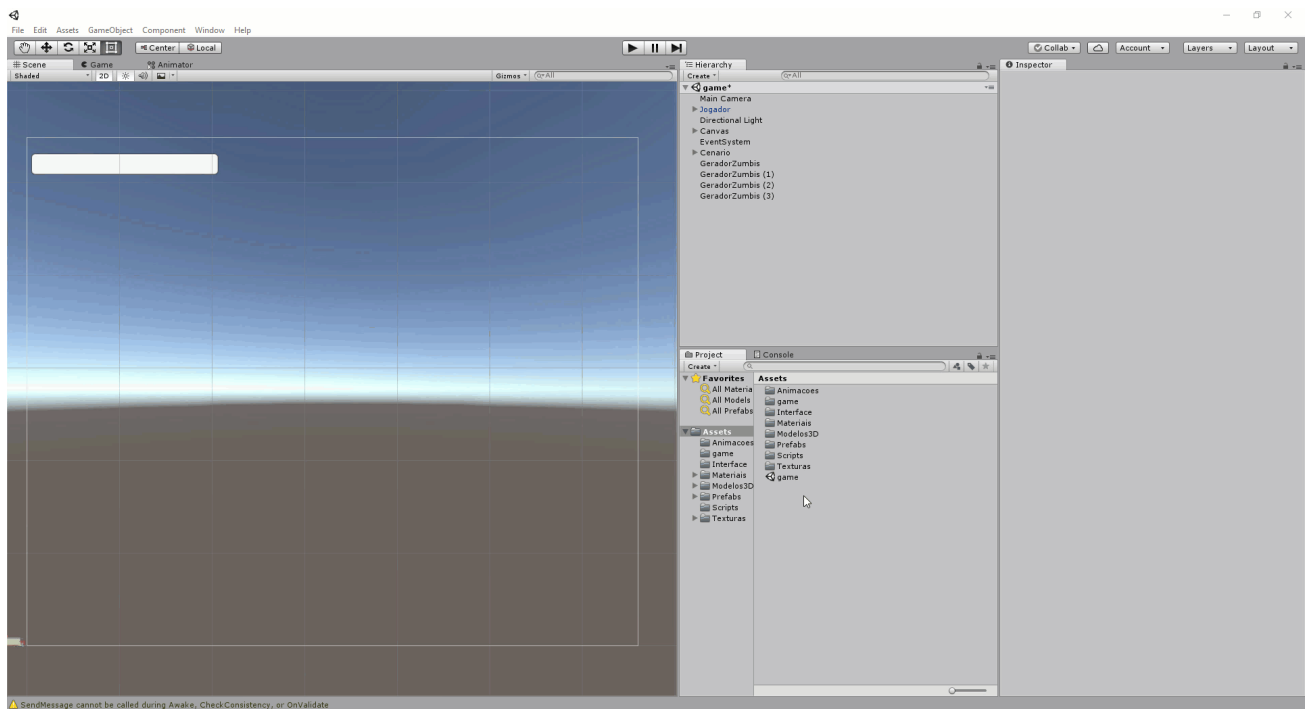 File Edit Assets GameObject Component Window Help
Center Local Collab Account Layers Layout
Scene Game Animator
Shaded 2D Gizmos All
Hierarchy
Create All
game*
Main Camera
Jogador
Directional Light
Canvas
EventSystem
Cenario
GeradorZumbis
GeradorZumbis (1)
GeradorZumbis (2)
GeradorZumbis (3)
Inspector
Project Console
Create
Favorites
All Materia
All Models
All Prefabs
Assets
Animacoes
game
Interface
Materiais
Modelos3D
Prefabs
Scripts
Texturas
Assets
Animacoes
game
Interface
Materiais
Modelos3D
Prefabs
Scripts
Texturas
game
SendMessage cannot be called during Awake, CheckConsistency, or OnValidate